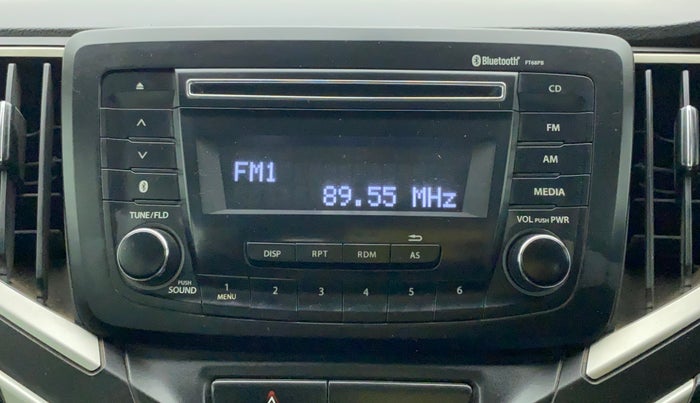 Bluetooth® FT68PB
CD
FM
AM
MEDIA
FM1
89.55 MHz
TUNE/FLD
PUSH
SOUND
VOL PUSH PWR
DISP RPT RDM AS
1 2 3 4 5 6
MENU